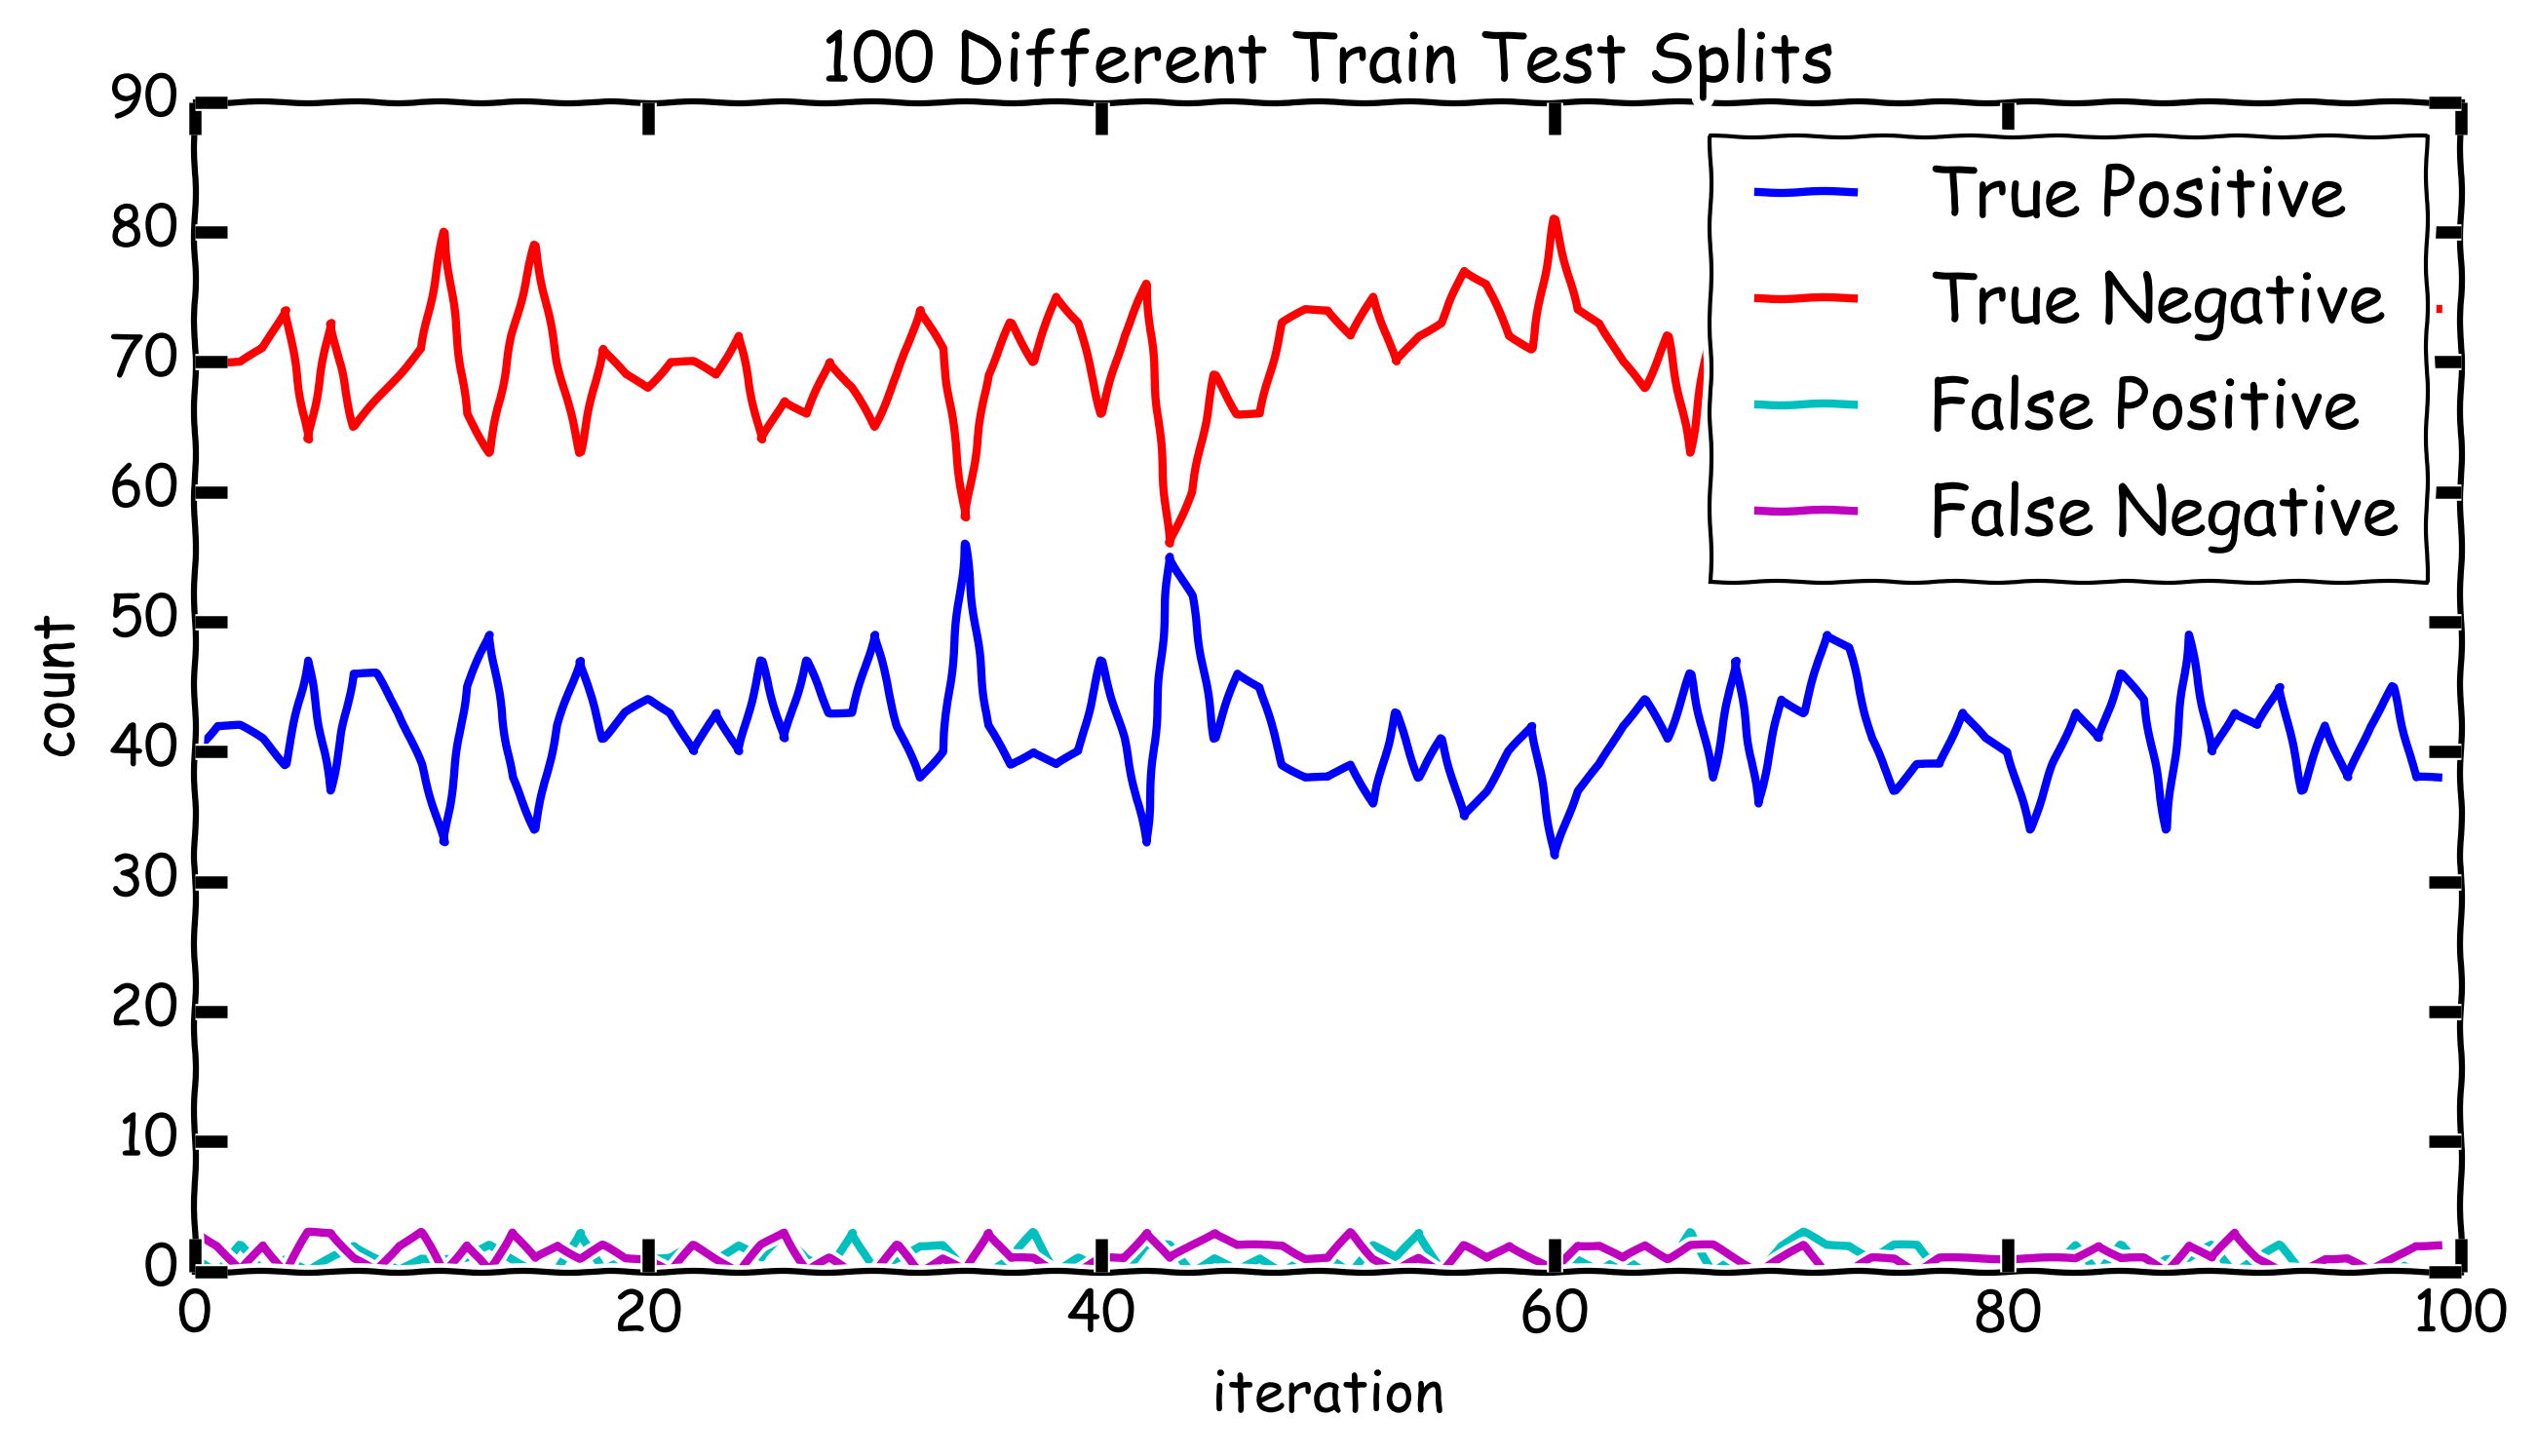 100 Different Train Test Splits
90
80
70
60
50
40
30
20
10
0
count
True Positive
True Negative
False Positive
False Negative
0 20 40 60 80 100
iteration